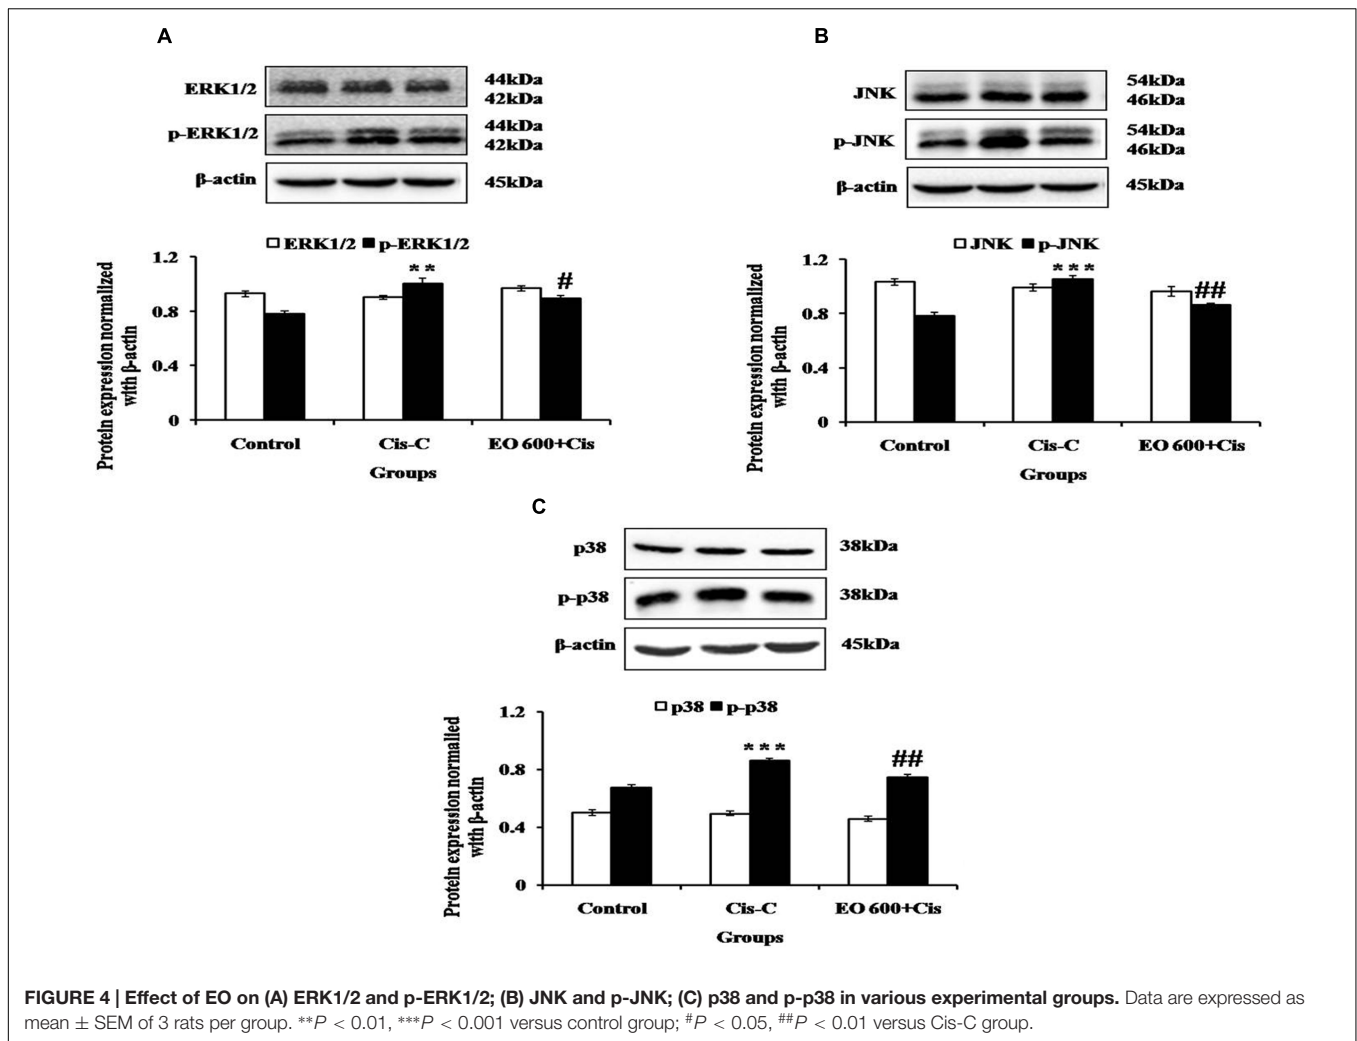 A
ERK1/2
44kDa
42kDa
p-ERK1/2
44kDa
42kDa
β-actin
45kDa
ERK1/2 p-ERK1/2
Protein expression normalized
with β-actin
1.2
0.8
0.4
0
**
#
Control
Cis-C
EO 600+Cis
Groups
B
JNK
54kDa
46kDa
p-JNK
54kDa
46kDa
β-actin
45kDa
JNK p-JNK
Protein expression normalized
with β-actin
1.2
0.8
0.4
0
***
##
Control
Cis-C
EO 600+Cis
Groups
C
p38
38kDa
p-p38
38kDa
β-actin
45kDa
p38 p-p38
Protein expression normalied
with β-actin
1.2
0.8
0.4
0
***
##
Control
Cis-C
EO 600+Cis
Groups
FIGURE 4 | Effect of EO on (A) ERK1/2 and p-ERK1/2; (B) JNK and p-JNK; (C) p38 and p-p38 in various experimental groups. Data are expressed as
mean ± SEM of 3 rats per group. **P < 0.01, ***P < 0.001 versus control group; #P < 0.05, ##P < 0.01 versus Cis-C group.